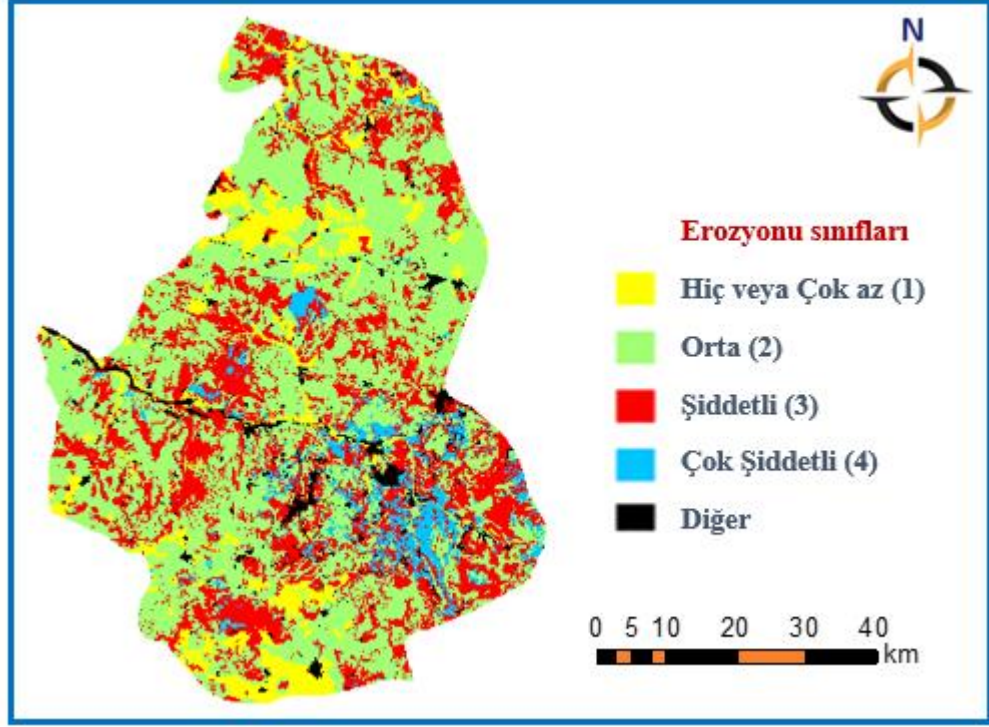 N
Erozyonu sınıfları
Hiç veya Çok az (1)
Orta (2)
Şiddetli (3)
Çok Şiddetli (4)
Diğer
0 5 10 20 30 40
km